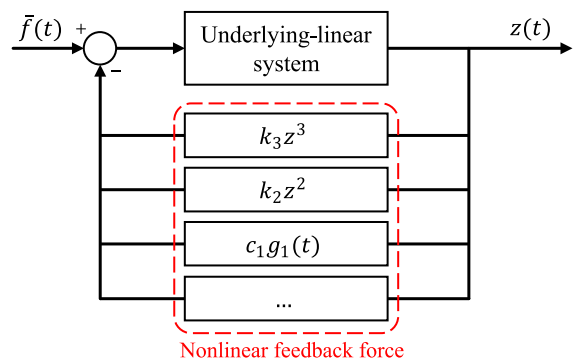 f̄(t) + Underlying-linear system z(t)
−
k₃z³
k₂z²
c₁g₁(t)
...
Nonlinear feedback force